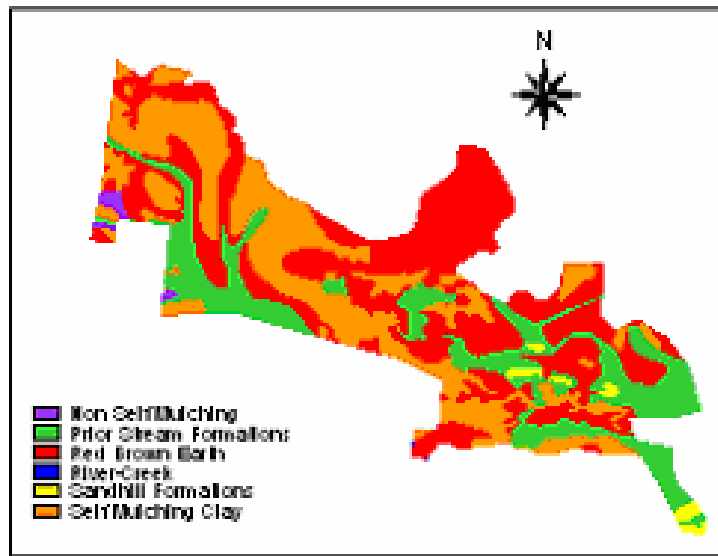 N
Non Self Mulching
Prior Stream Formations
Red Brown Earth
River-Creek
Sandhill Formations
Self Mulching Clay